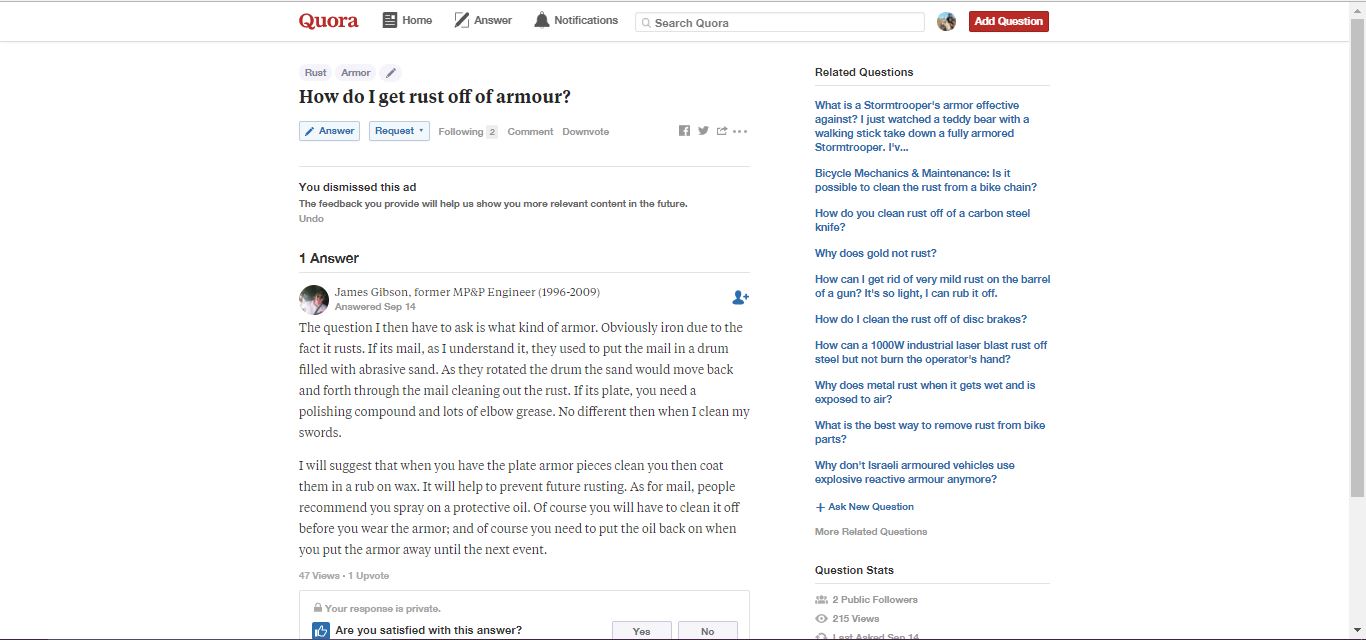 Quora
Home
Answer
Notifications
Search Quora
Add Question
Rust
Armor
How do I get rust off of armour?
Answer
Request
Following 2
Comment
Downvote
You dismissed this ad
The feedback you provide will help us show you more relevant content in the future.
Undo
1 Answer
James Gibson, former MP&P Engineer (1996-2009)
Answered Sep 14
The question I then have to ask is what kind of armor. Obviously iron due to the
fact it rusts. If its mail, as I understand it, they used to put the mail in a drum
filled with abrasive sand. As they rotated the drum the sand would move back
and forth through the mail cleaning out the rust. If its plate, you need a
polishing compound and lots of elbow grease. No different then when I clean my
swords.
I will suggest that when you have the plate armor pieces clean you then coat
them in a rub on wax. It will help to prevent future rusting. As for mail, people
recommend you spray on a protective oil. Of course you will have to clean it off
before you wear the armor; and of course you need to put the oil back on when
you put the armor away until the next event.
47 Views • 1 Upvote
Your response is private.
Are you satisfied with this answer?
Yes
No
Related Questions
What is a Stormtrooper's armor effective
against? I just watched a teddy bear with a
walking stick take down a fully armored
Stormtrooper. I'v...
Bicycle Mechanics & Maintenance: Is it
possible to clean the rust from a bike chain?
How do you clean rust off of a carbon steel
knife?
Why does gold not rust?
How can I get rid of very mild rust on the barrel
of a gun? It's so light, I can rub it off.
How do I clean the rust off of disc brakes?
How can a 1000W industrial laser blast rust off
steel but not burn the operator's hand?
Why does metal rust when it gets wet and is
exposed to air?
What is the best way to remove rust from bike
parts?
Why don't Israeli armoured vehicles use
explosive reactive armour anymore?
+ Ask New Question
More Related Questions
Question Stats
2 Public Followers
215 Views
Last Asked Sep 14